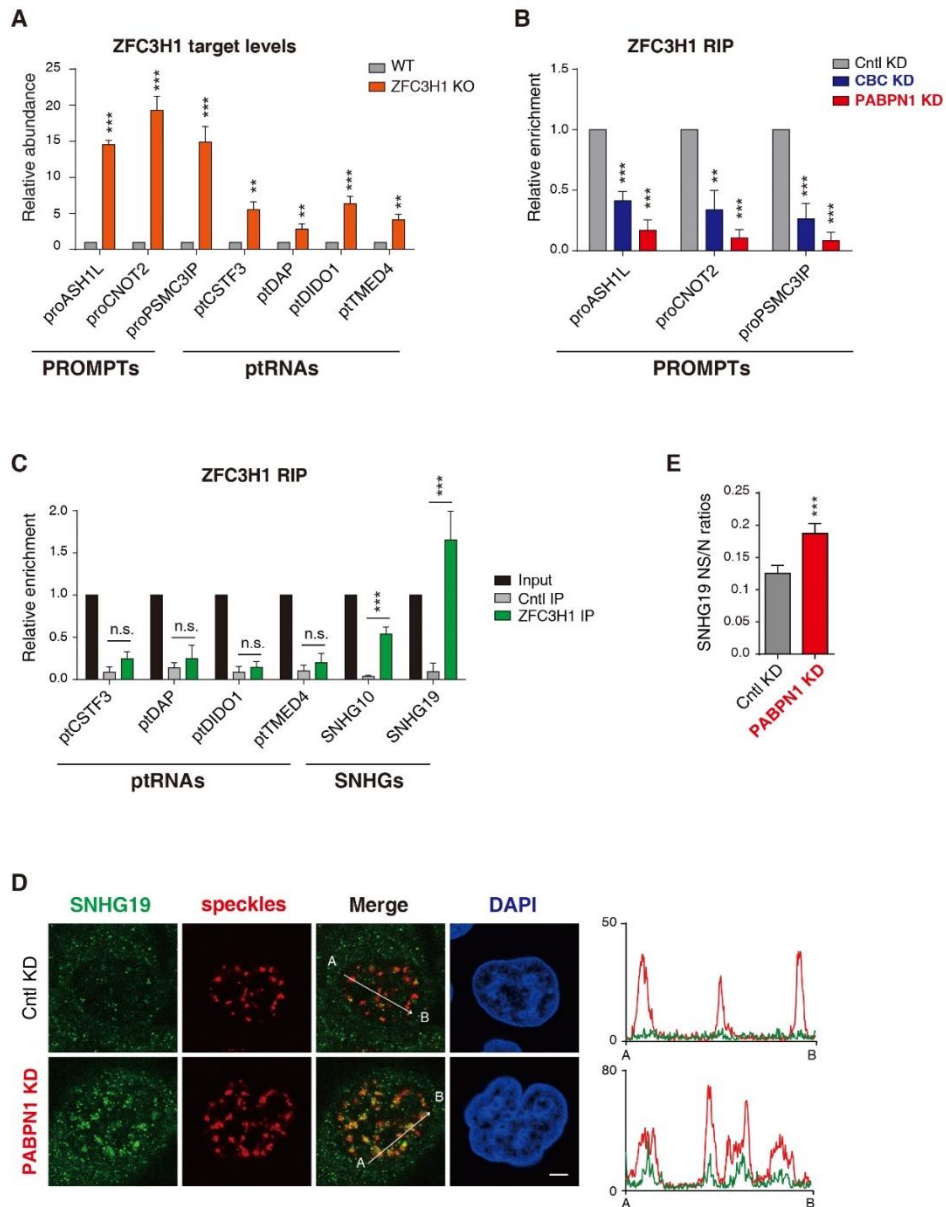 A
ZFC3H1 target levels
WT
ZFC3H1 KO
Relative abundance
25
20
15
10
5
0
***
***
***
**
**
***
**
proASH1L
proCNOT2
proPSMC3IP
ptCSTF3
ptDAP
ptDIDO1
ptTMED4
PROMPTs
ptRNAs
B
ZFC3H1 RIP
Cntl KD
CBC KD
PABPN1 KD
Relative enrichment
1.0
0.5
0.0
***
***
**
***
***
***
proASH1L
proCNOT2
proPSMC3IP
PROMPTs
C
ZFC3H1 RIP
Relative enrichment
2.0
1.5
1.0
0.5
0.0
n.s.
n.s.
n.s.
n.s.
***
***
Input
Cntl IP
ZFC3H1 IP
ptCSTF3
ptDAP
ptDIDO1
ptTMED4
SNHG10
SNHG19
ptRNAs
SNHGs
E
SNHG19 NS/N ratios
0.25
0.2
0.15
0.1
0.05
0.0
***
Cntl KD
PABPN1 KD
D
SNHG19
speckles
Merge
DAPI
Cntl KD
A
B
50
0
A
B
PABPN1 KD
B
A
80
0
A
B